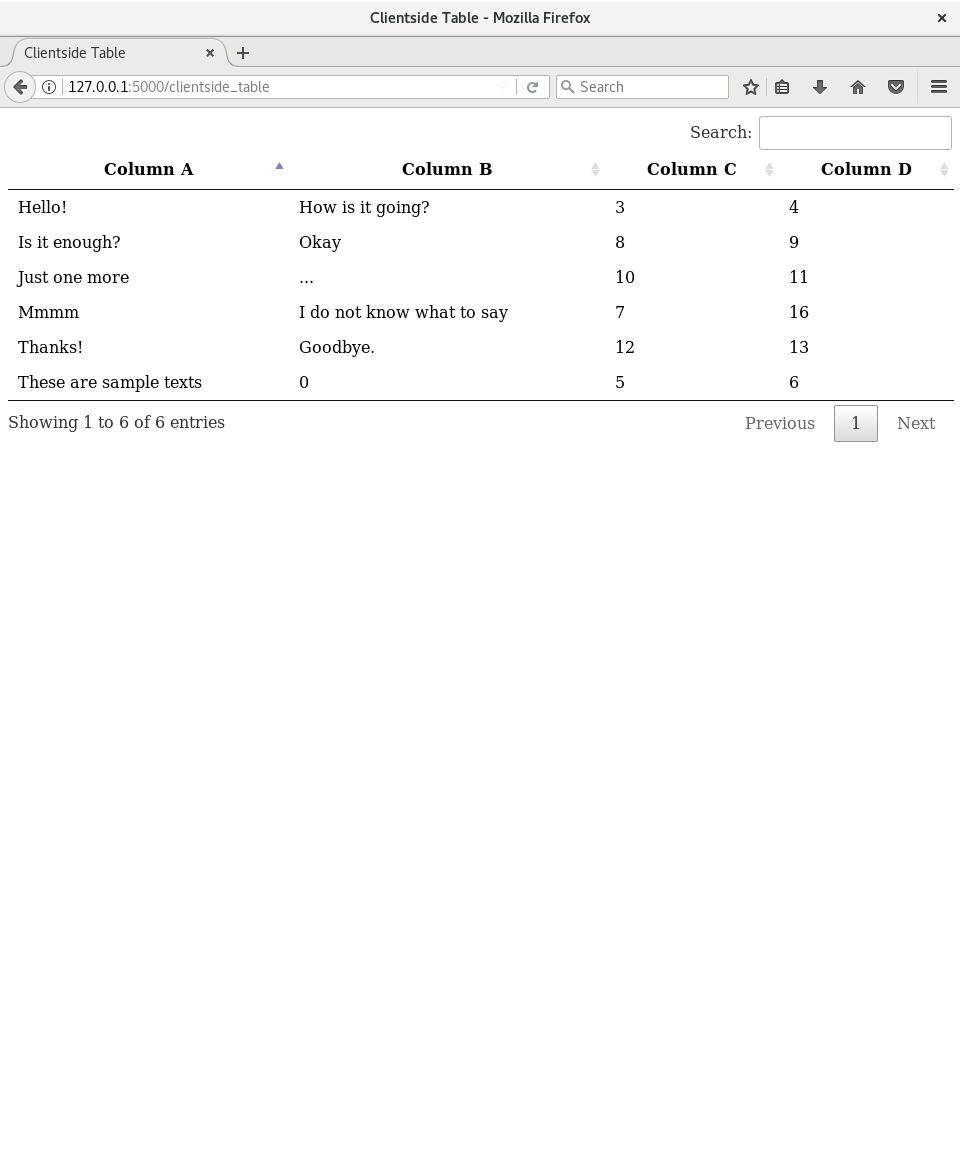 Clientside Table - Mozilla Firefox
Clientside Table
127.0.0.1:5000/clientside_table
Search
Search:
Column A Column B Column C Column D
Hello! How is it going? 3 4
Is it enough? Okay 8 9
Just one more ... 10 11
Mmmm I do not know what to say 7 16
Thanks! Goodbye. 12 13
These are sample texts 0 5 6
Showing 1 to 6 of 6 entries Previous 1 Next